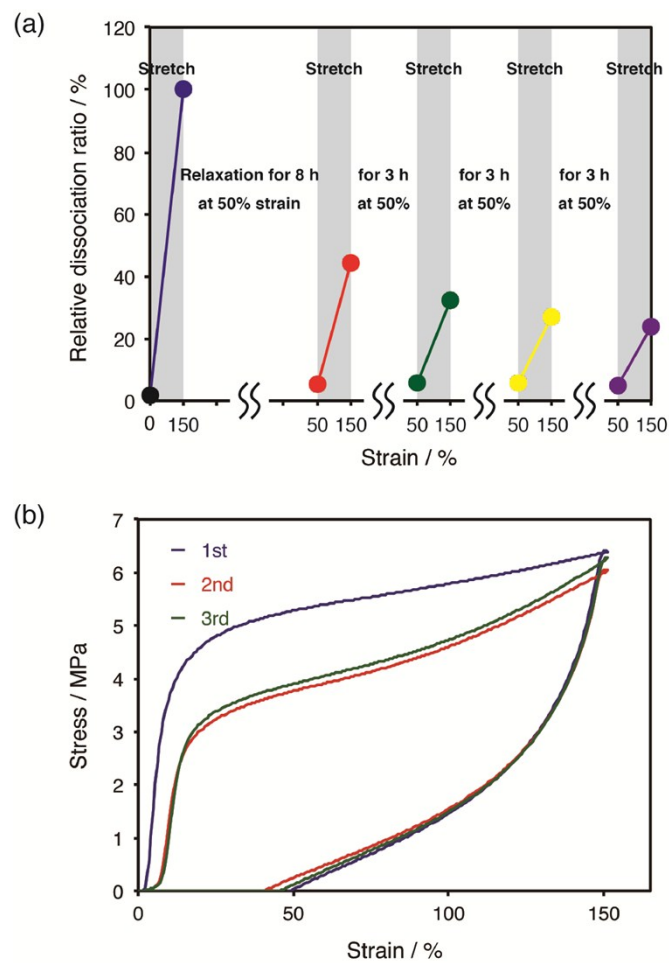 (a)
120
100
80
60
40
20
0
Relative dissociation ratio / %
Stretch Stretch Stretch Stretch Stretch
Relaxation for 8 h for 3 h for 3 h for 3 h
at 50% strain at 50% at 50% at 50%
0 150 50 150 50 150 50 150 50 150
Strain / %
(b)
7
6
5
4
3
2
1
0
Stress / MPa
1st
2nd
3rd
0 50 100 150
Strain / %